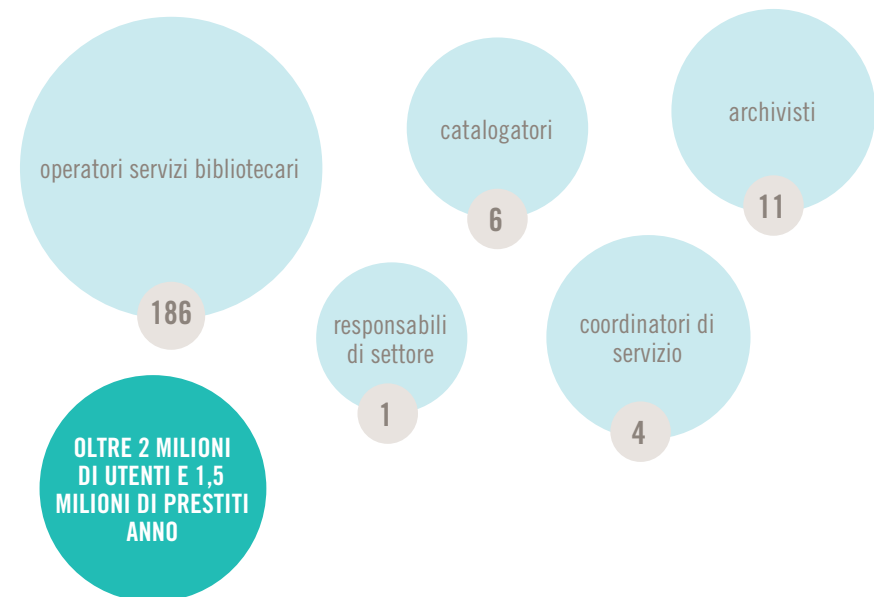 operatori servizi bibliotecari
186
catalogatori
6
archivisti
11
responsabili
di settore
1
coordinatori di
servizio
4
OLTRE 2 MILIONI
DI UTENTI E 1,5
MILIONI DI PRESTITI
ANNO